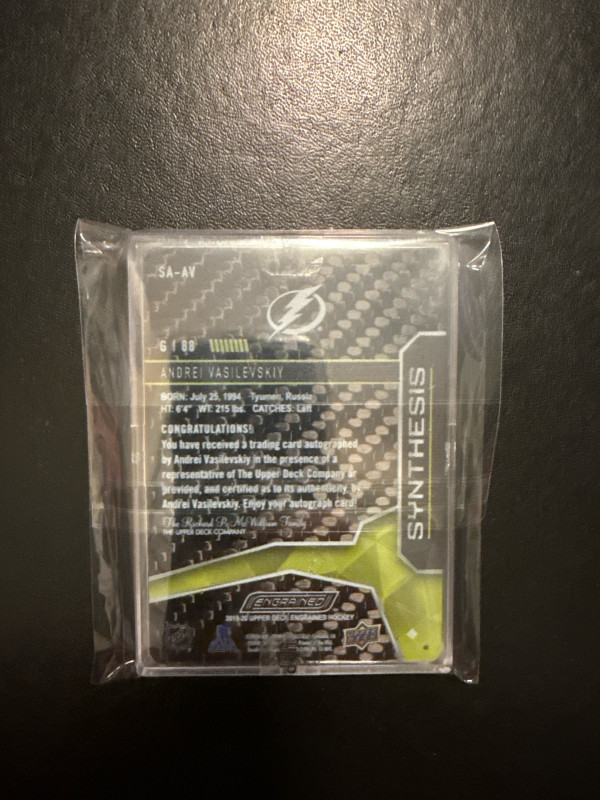 SA-AV
G | 88
ANDREI VASILEVSKIY
BORN: July 25, 1994 Tyumen, Russia
HT: 6'4" WT: 215 lbs. CATCHES: Left
CONGRATULATIONS!
You have received a trading card autographed
by Andrei Vasilevskiy in the presence of a
representative of The Upper Deck Company or
provided, and certified as to its authenticity, by
Andrei Vasilevskiy. Enjoy your autograph card!
The Richard P. McWilliam Family
THE UPPER DECK COMPANY
SYNTHESIS
ENGRAINED
2019-20 UPPER DECK ENGRAINED HOCKEY